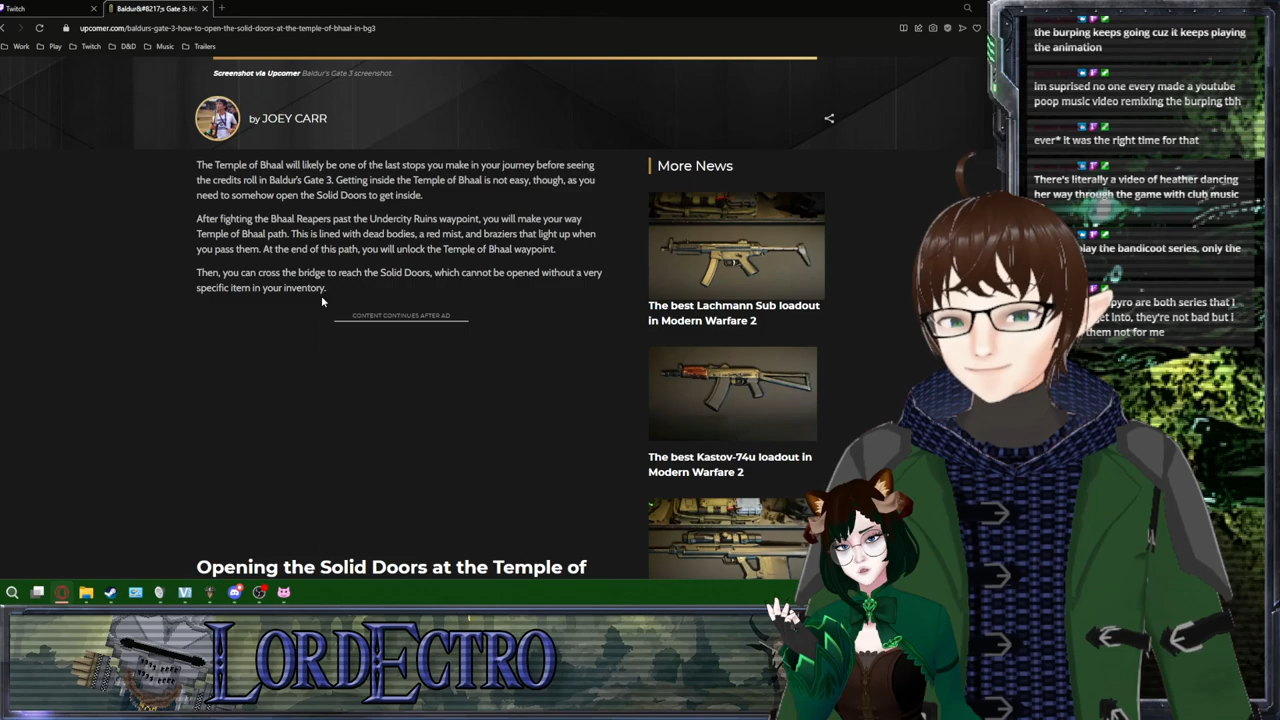 Twitch
Baldur&#8217;s Gate 3: Ho
upcomer.com/baldurs-gate-3-how-to-open-the-solid-doors-at-the-temple-of-bhaal-in-bg3
Work
Play
Twitch
D&D
Music
Trailers
Screenshot via Upcomer Baldur's Gate 3 screenshot
by JOEY CARR
The Temple of Bhaal will likely be one of the last stops you make in your journey before seeing
the credits roll in Baldur's Gate 3. Getting inside the Temple of Bhaal is not easy, though, as you
need to somehow open the Solid Doors to get inside.
After fighting the Bhaal Reapers past the Undercity Ruins waypoint, you will make your way
Temple of Bhaal path. This is lined with dead bodies, a red mist, and braziers that light up when
you pass them. At the end of this path, you will unlock the Temple of Bhaal waypoint.
Then, you can cross the bridge to reach the Solid Doors, which cannot be opened without a very
specific item in your inventory.
CONTENT CONTINUES AFTER AD
Opening the Solid Doors at the Temple of
More News
The best Lachmann Sub loadout
in Modern Warfare 2
The best Kastov-74u loadout in
Modern Warfare 2
the burping keeps going cuz it keeps playing
the animation
im suprised no one every made a youtube
poop music video remixing the burping tbh
ever* it was the right time for that
There's literally a video of heather dancing
her way through the game with club music
play the bandicoot series, only the
pyro are both series that I
get into, they're not bad but I
them not for me
LORDECTRO